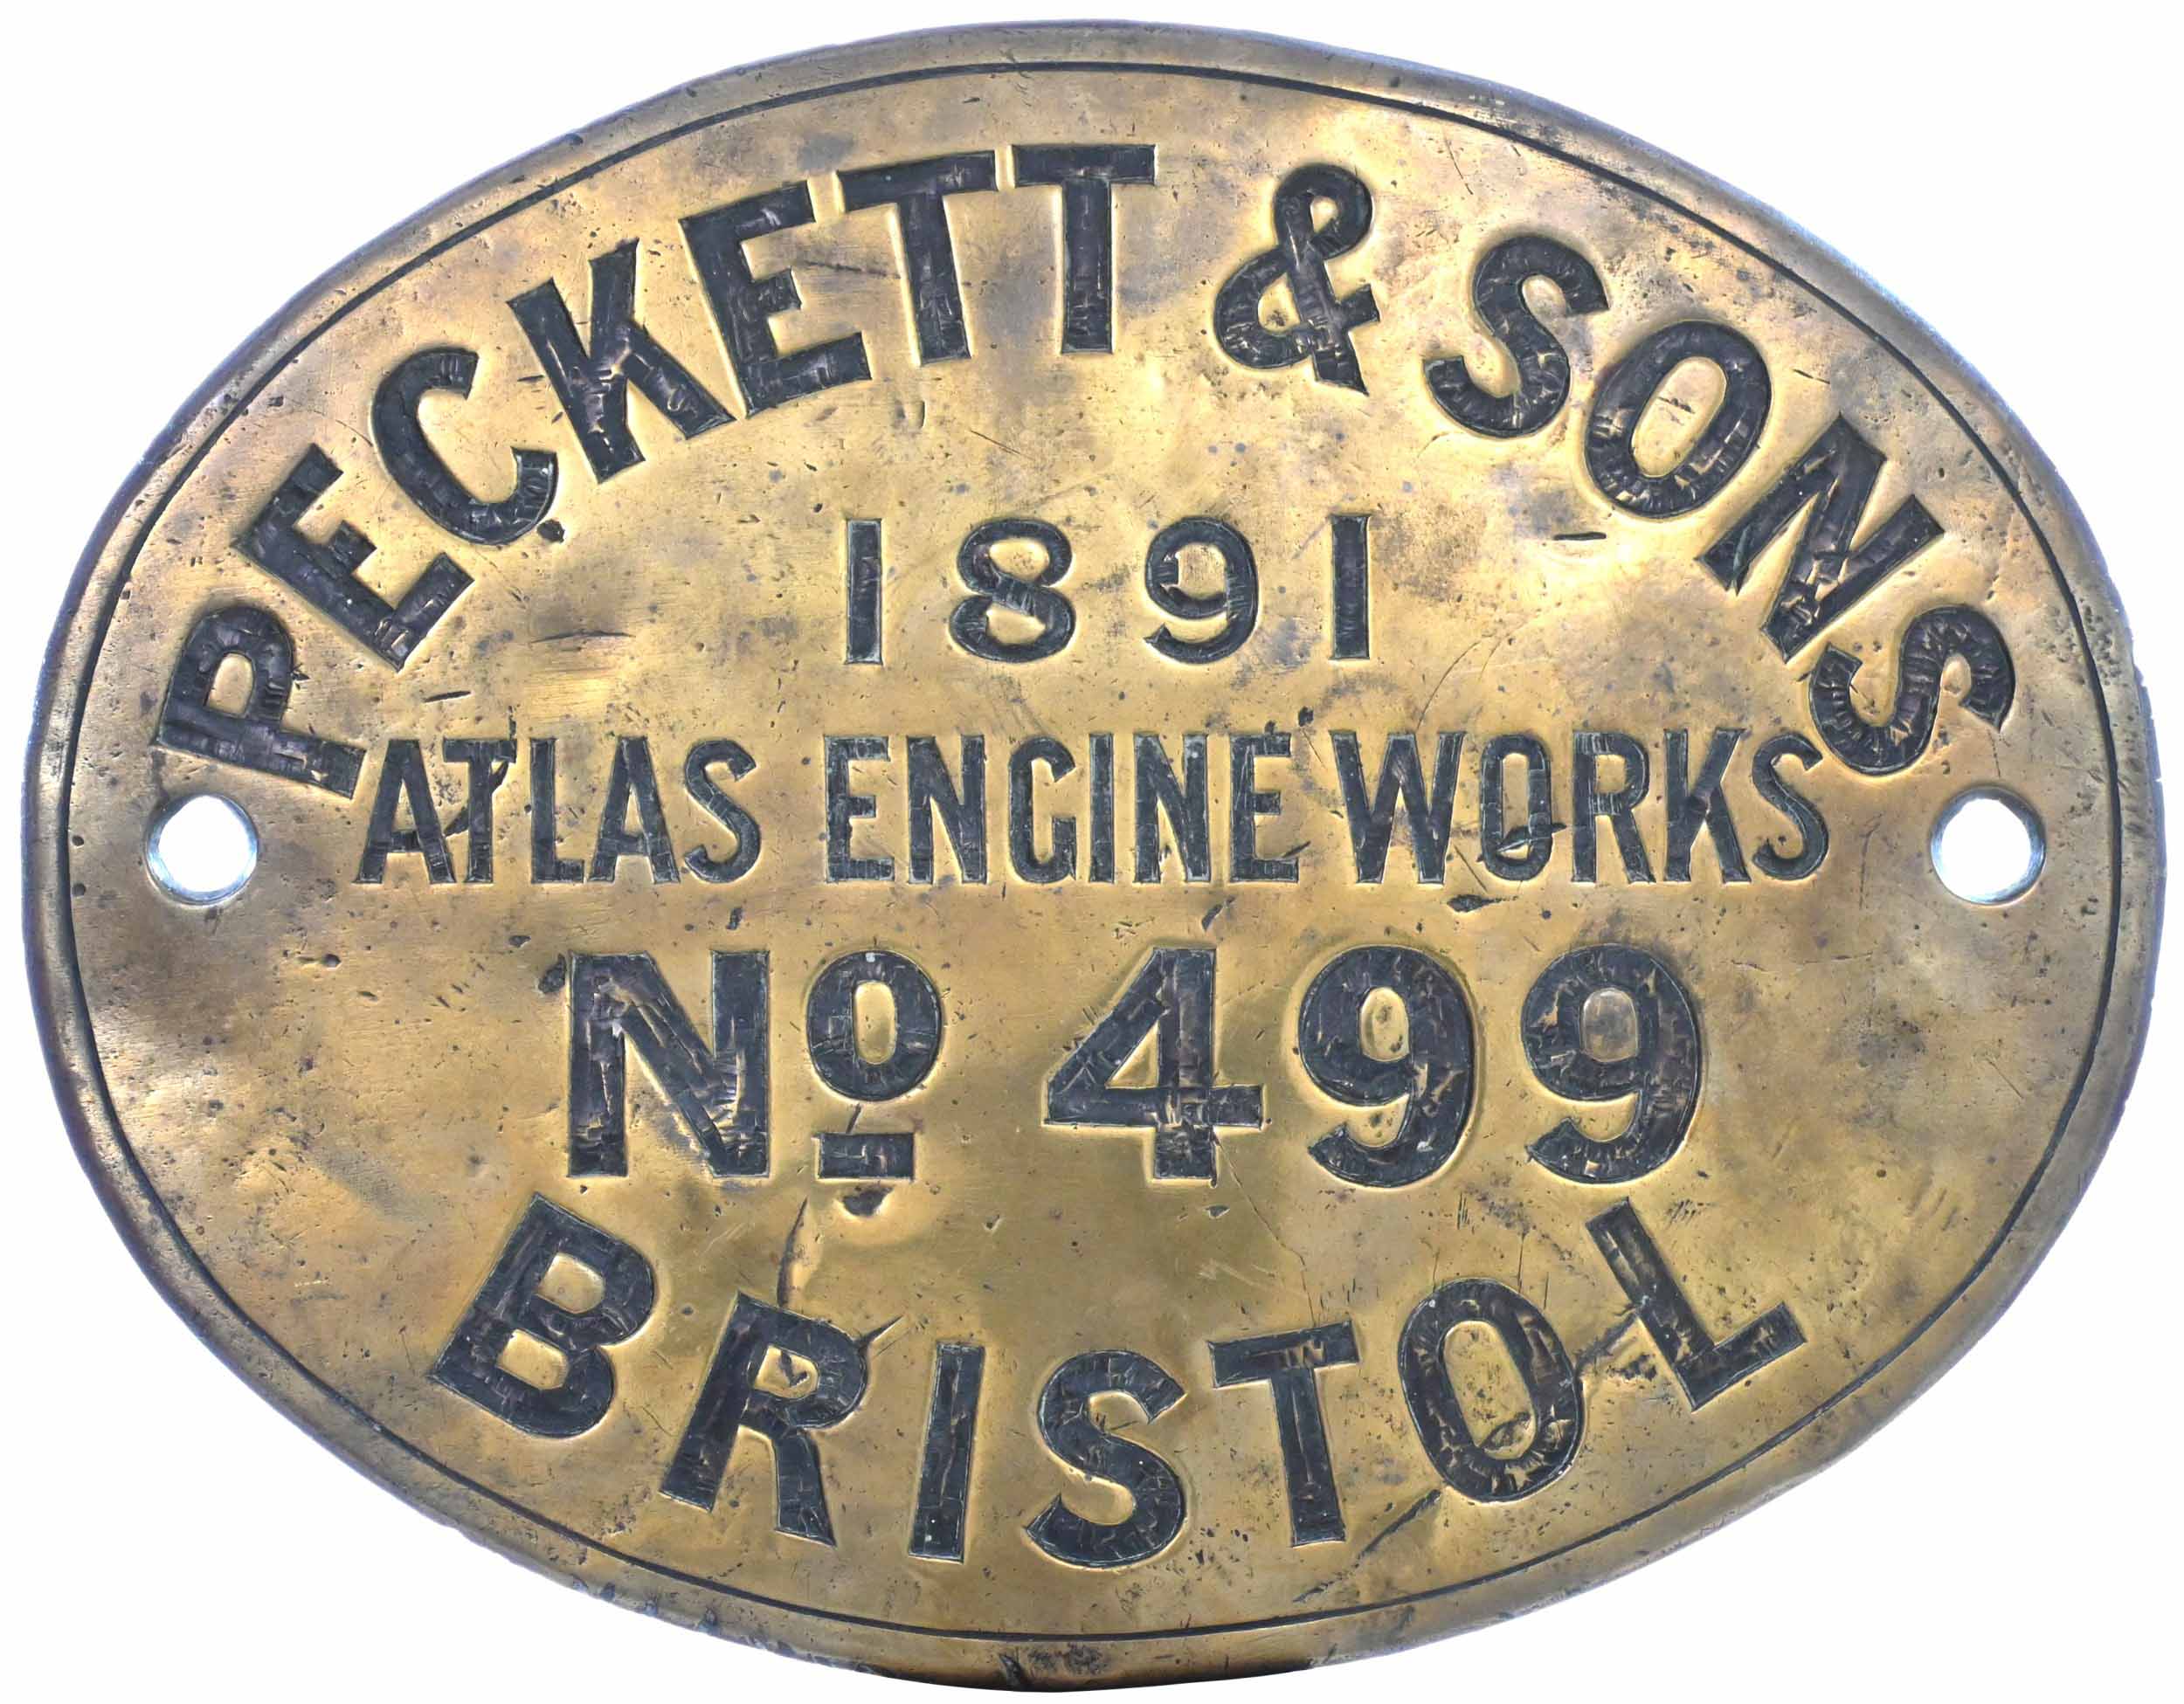 PECKETT & SONS
1891
ATLAS ENGINE WORKS
Nº 499
BRISTOL